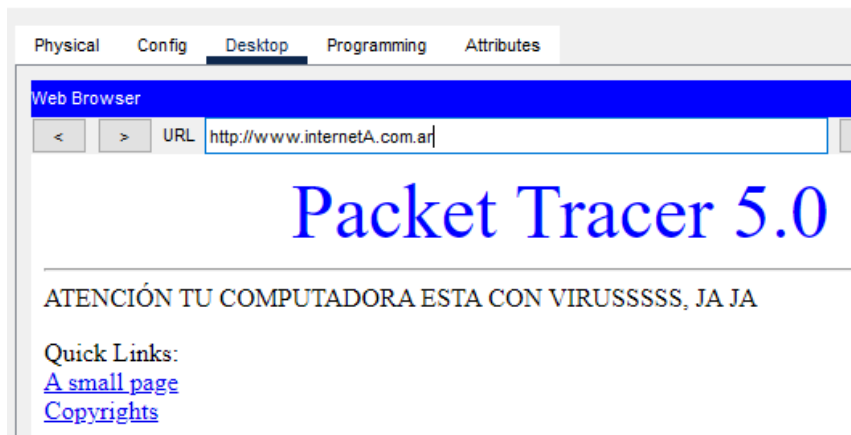 Physical Config Desktop Programming Attributes
Web Browser
< > URL http://www.internetA.com.ar
Packet Tracer 5.0
ATENCIÓN TU COMPUTADORA ESTA CON VIRUSSSSS, JA JA
Quick Links:
A small page
Copyrights